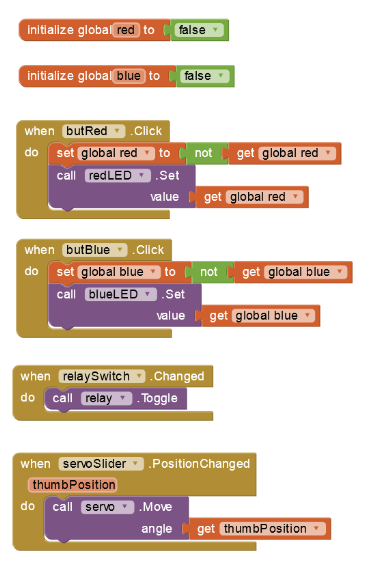 initialize global red to false
initialize global blue to false
when butRed .Click
do set global red to not get global red
call redLED .Set
value get global red
when butBlue .Click
do set global blue to not get global blue
call blueLED .Set
value get global blue
when relaySwitch .Changed
do call relay .Toggle
when servoSlider .PositionChanged
thumbPosition
do call servo .Move
angle get thumbPosition